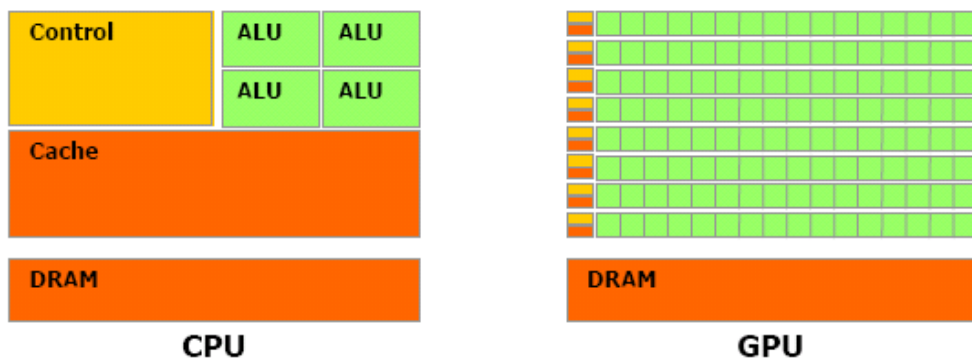 Control
ALU ALU
ALU ALU
Cache
DRAM
CPU
DRAM
GPU